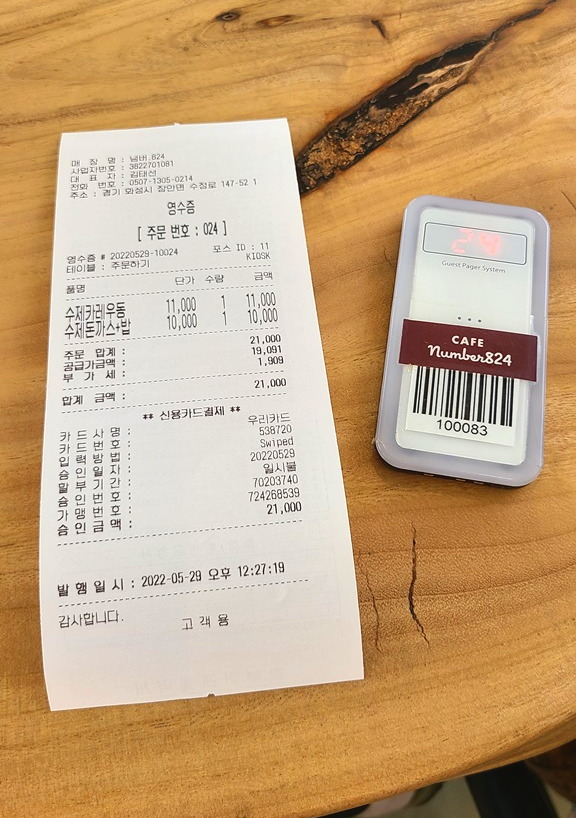 매 장 명 : 넘버.824
사업자번호 : 3822701081
대 표 자 : 김태선
전화 번호 : 0507-1305-0214
주소 : 경기 화성시 장안면 수정로 147-52 1
영수증
[ 주문 번호 : 024 ]
영수증 # 20220529-10024 포스 ID : 11
테이블 : 주문하기 KIOSK
품명 단가 수량 금액
수제카레우동 11,000 1 11,000
수제돈까스+밥 10,000 1 10,000
주문 합계 : 21,000
공급가금액 : 19,091
부 가 세 : 1,909
합계 금액 : 21,000
** 신용카드결제 **
카 드 사 명 : 우리카드
카 드 번 호 : 538720
입 력 방 법 : Swiped
승 인 일 자 : 20220529
할 부 기 간 : 일시불
승 인 번 호 : 70203740
가 맹 번 호 : 724268539
승 인 금 액 : 21,000
발 행 일 시 : 2022-05-29 오후 12:27:19
감사합니다.
고 객 용
24
Guest Pager System
CAFE
Number824
100083